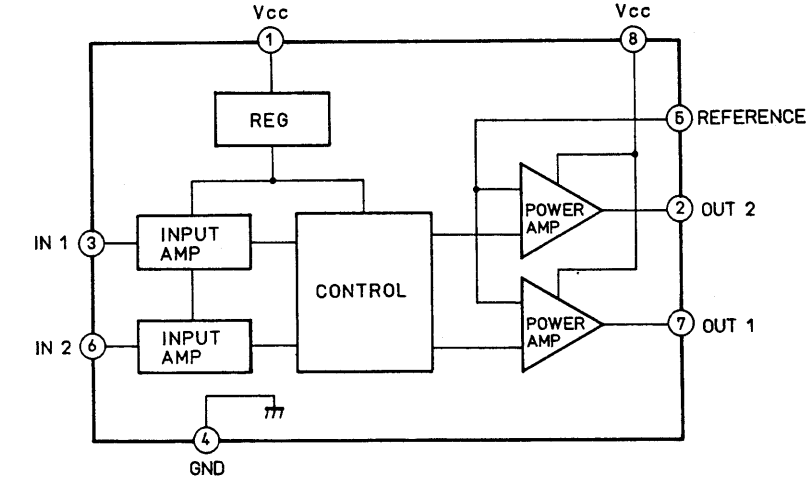 Vcc
Vcc
1
8
REG
5 REFERENCE
POWER
AMP
2 OUT 2
IN 1 3
INPUT
AMP
CONTROL
POWER
AMP
7 OUT 1
IN 2 6
INPUT
AMP
4
GND